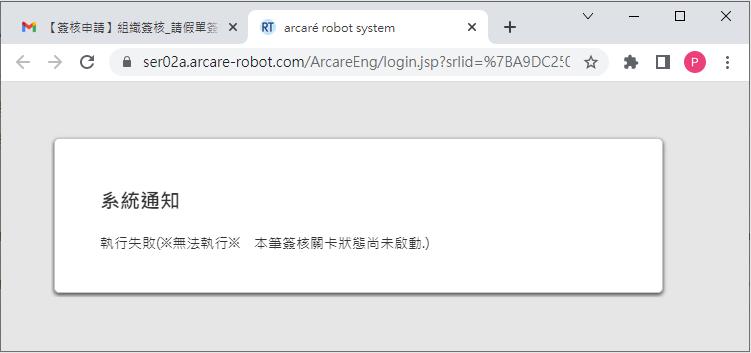 【簽核申請】組織簽核_請假單簽
arcaré robot system
ser02a.arcare-robot.com/ArcareEng/login.jsp?srlid=%7BA9DC250
P
系統通知
執行失敗(※無法執行※　本筆簽核關卡狀態尚未啟動.)